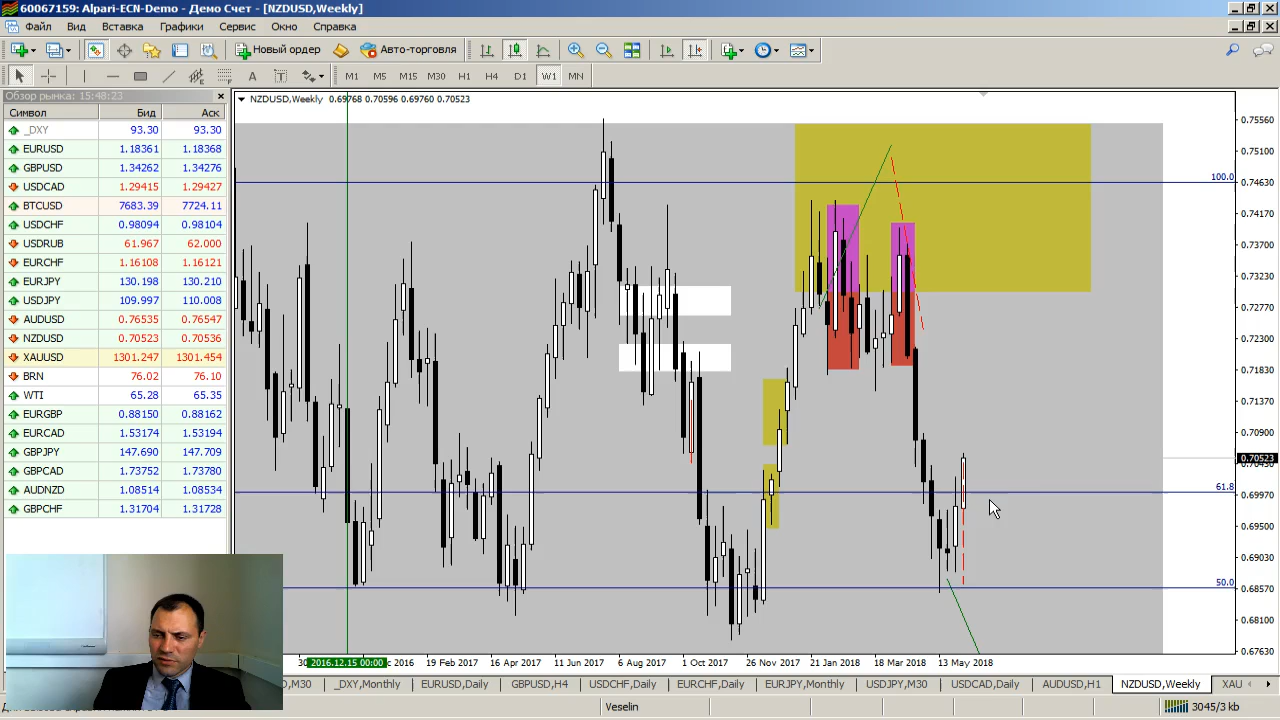 60067159: Alpari-ECN-Demo - Демо Счет - [NZDUSD,Weekly]
Файл Вид Вставка Графики Сервис Окно Справка
Новый ордер Авто-торговля
A T M1 M5 M15 M30 H1 H4 D1 W1 MN
Обзор рынка: 15:48:23
Символ Бид Аск
_DXY 93.30 93.30
EURUSD 1.18361 1.18368
GBPUSD 1.34262 1.34276
USDCAD 1.29415 1.29427
BTCUSD 7683.39 7724.11
USDCHF 0.98094 0.98104
USDRUB 61.967 62.000
EURCHF 1.16108 1.16121
EURJPY 130.198 130.210
USDJPY 109.997 110.008
AUDUSD 0.76535 0.76547
NZDUSD 0.70523 0.70536
XAUUSD 1301.247 1301.454
BRN 76.02 76.10
WTI 65.28 65.35
EURGBP 0.88150 0.88162
EURCAD 1.53174 1.53194
GBPJPY 147.690 147.709
GBPCAD 1.73752 1.73780
AUDNZD 1.08514 1.08534
GBPCHF 1.31704 1.31728
NZDUSD,Weekly 0.69768 0.70596 0.69760 0.70523
100.0
61.8
50.0
0.75560
0.75100
0.74630
0.74170
0.73700
0.73230
0.72770
0.72300
0.71830
0.71370
0.70900
0.70523
0.70430
0.69970
0.69500
0.69030
0.68570
0.68100
0.67630
30 2016.12.15 00:00 c 2016 19 Feb 2017 16 Apr 2017 11 Jun 2017 6 Aug 2017 1 Oct 2017 26 Nov 2017 21 Jan 2018 18 Mar 2018 13 May 2018
D,M30 _DXY,Monthly EURUSD,Daily GBPUSD,H4 USDCHF,Daily EURCHF,Daily EURJPY,Monthly USDJPY,M30 USDCAD,Daily AUDUSD,H1 NZDUSD,Weekly XAU
Veselin 3045/3 kb